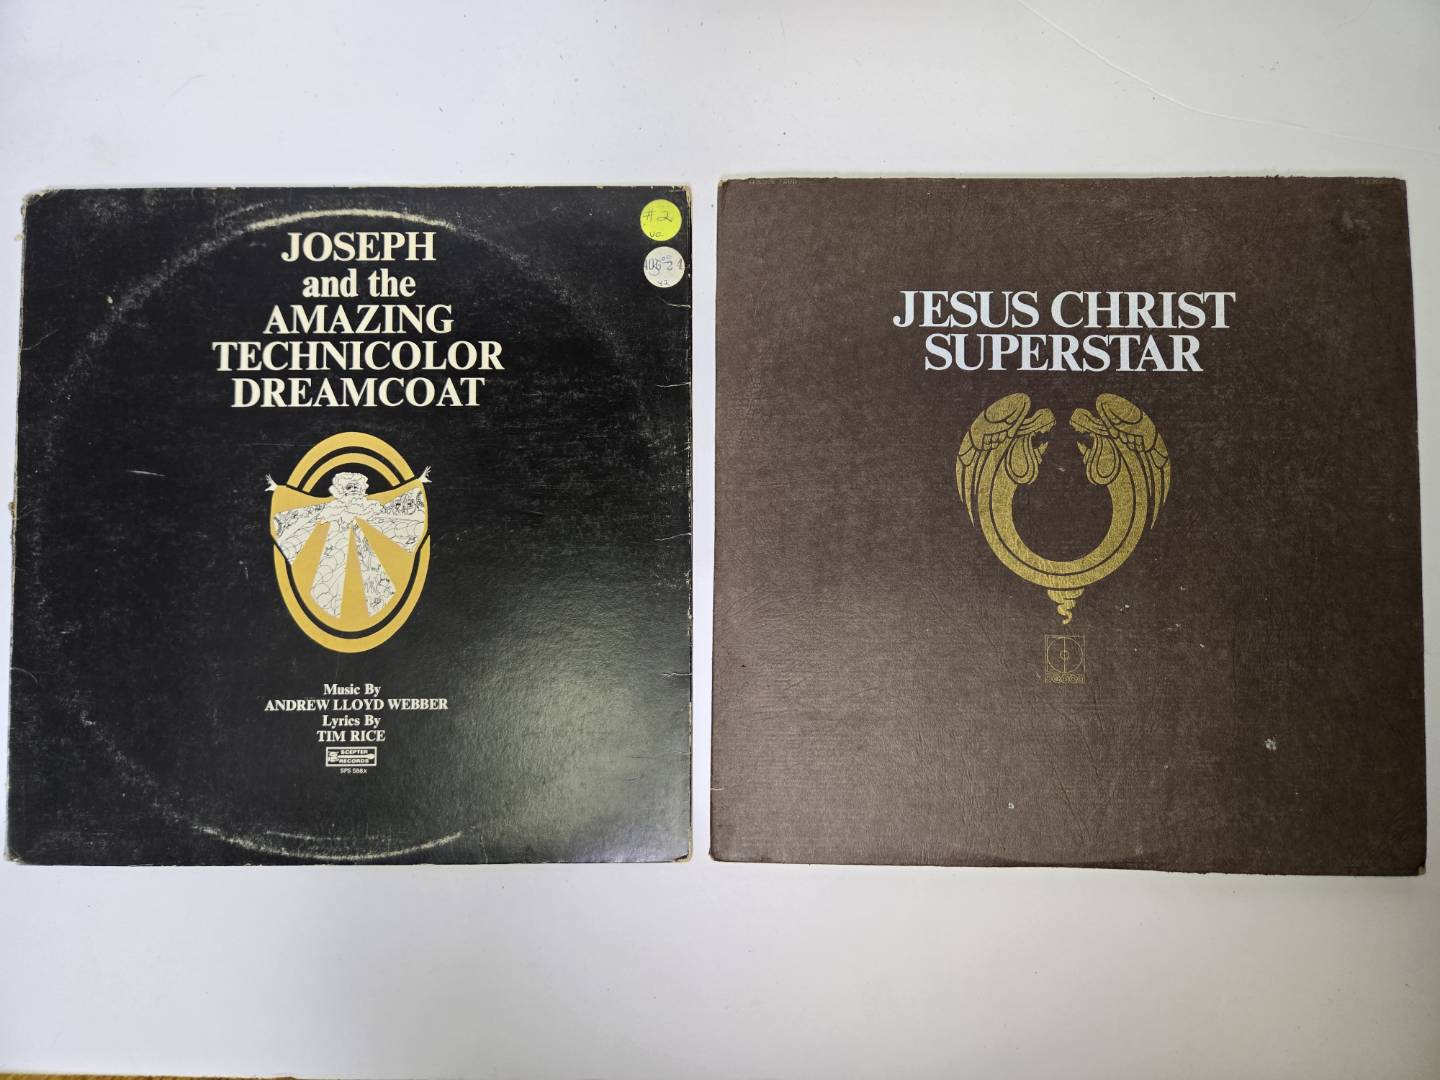 JOSEPH
and the
AMAZING
TECHNICOLOR
DREAMCOAT
Music By
ANDREW LLOYD WEBBER
Lyrics By
TIM RICE
SCEPTER
RECORDS
SPS 588X
#2
JESUS CHRIST
SUPERSTAR